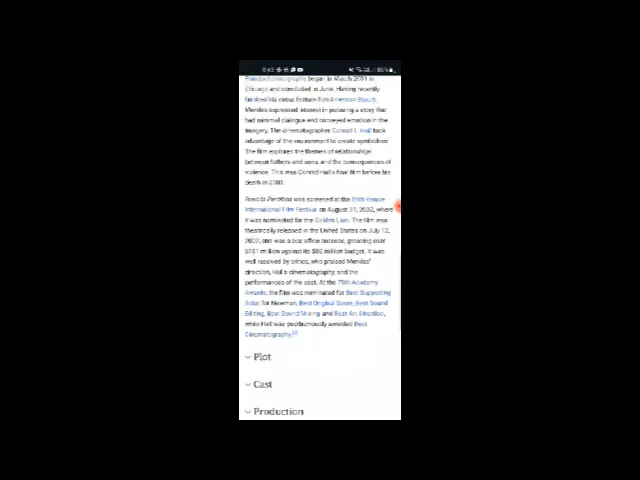 Principal photography began in March 2001 in
Chicago and concluded in June. Having recently
finished his debut feature film American Beauty,
Mendes expressed interest in pursuing a story that
had minimal dialogue and conveyed emotion in the
imagery. The cinematographer Conrad L. Hall took
advantage of the environment to create symbolism
The film explores the themes of relationships
between fathers and sons, and the consequences of
violence. This was Conrad Hall's final film before his
death in 2003.
Road to Perdition was screened at the 59th Venice
International Film Festival on August 31, 2002, where
it was nominated for the Golden Lion. The film was
theatrically released in the United States on July 12,
2002, and was a box office success, grossing over
$181 million against its $80 million budget. It was
well received by critics, who praised Mendes'
direction, Hall's cinematography, and the
performances of the cast. At the 75th Academy
Awards, the film was nominated for Best Supporting
Actor for Newman, Best Original Score, Best Sound
Editing, Best Sound Mixing and Best Art Direction,
while Hall was posthumously awarded Best
Cinematography.
Plot
Cast
Production